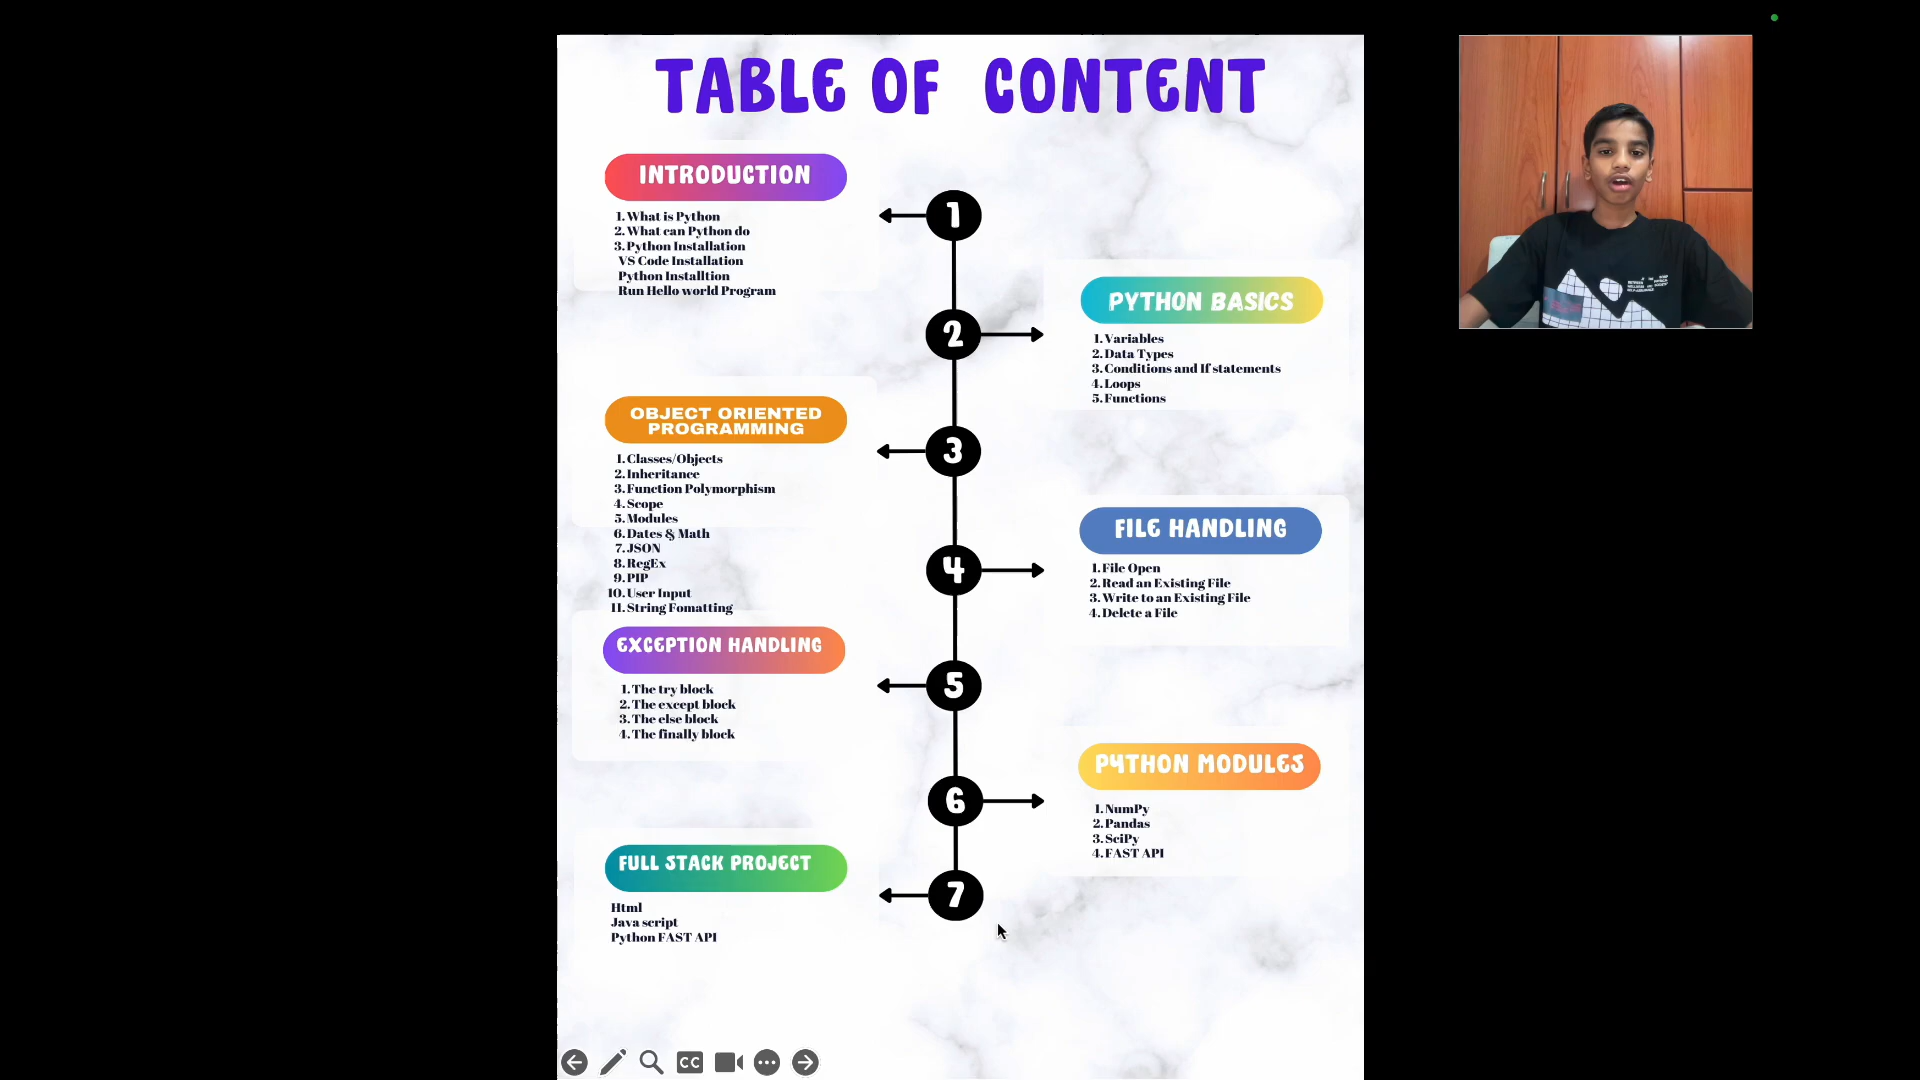 TABLE OF CONTENT
INTRODUCTION
1. What is Python
2. What can Python do
3. Python Installation
VS Code Installation
Python Installtion
Run Hello world Program
1
2
PYTHON BASICS
1. Variables
2. Data Types
3. Conditions and If statements
4. Loops
5. Functions
OBJECT ORIENTED
PROGRAMMING
1. Classes/Objects
2. Inheritance
3. Function Polymorphism
4. Scope
5. Modules
6. Dates & Math
7. JSON
8. RegEx
9. PIP
10. User Input
11. String Fomatting
3
4
FILE HANDLING
1. File Open
2. Read an Existing File
3. Write to an Existing File
4. Delete a File
EXCEPTION HANDLING
1. The try block
2. The except block
3. The else block
4. The finally block
5
6
PYTHON MODULES
1. NumPy
2. Pandas
3. SciPy
4. FAST API
FULL STACK PROJECT
Html
Java script
Python FAST API
7
CC